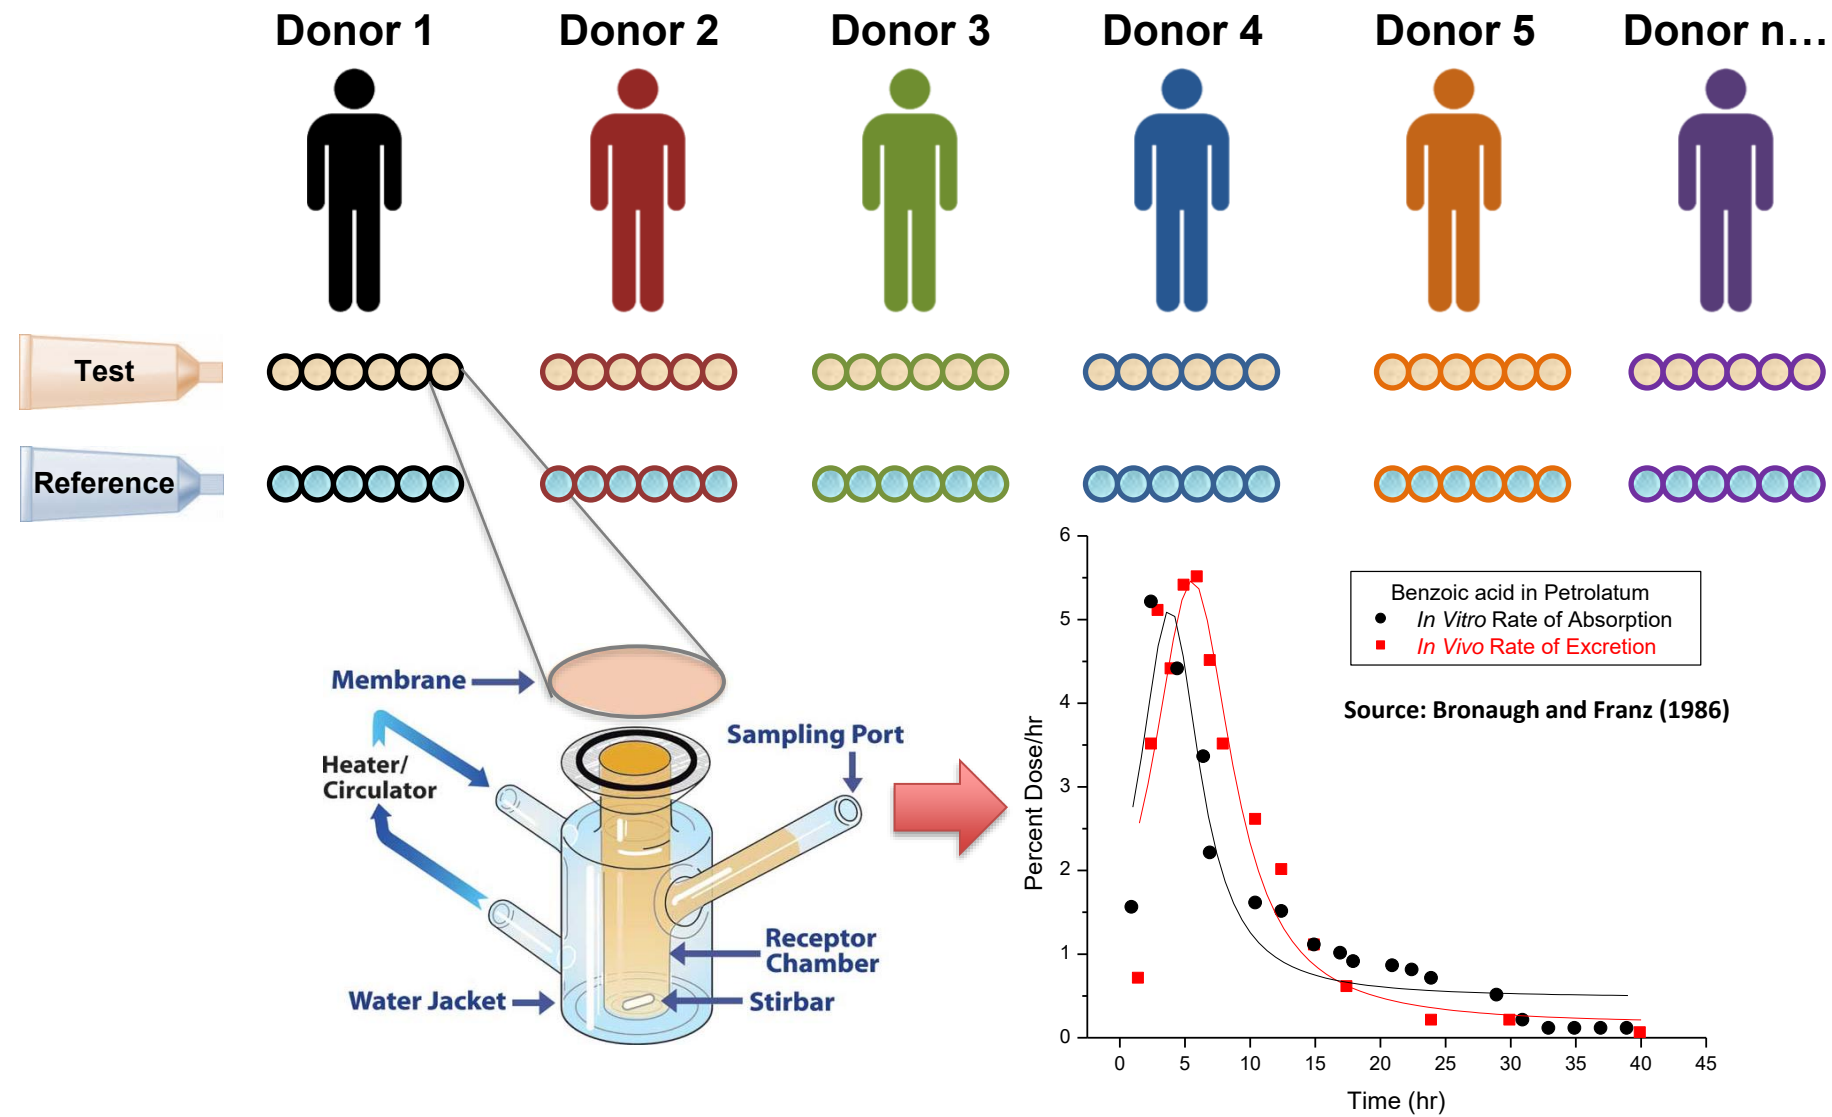 Donor 1 Donor 2 Donor 3 Donor 4 Donor 5 Donor n...
Test
Reference
Membrane
Sampling Port
Heater/
Circulator
Receptor
Chamber
Water Jacket
Stirbar
Benzoic acid in Petrolatum
In Vitro Rate of Absorption
In Vivo Rate of Excretion
Source: Bronaugh and Franz (1986)
Percent Dose/hr
6
5
4
3
2
1
0
0 5 10 15 20 25 30 35 40 45
Time (hr)